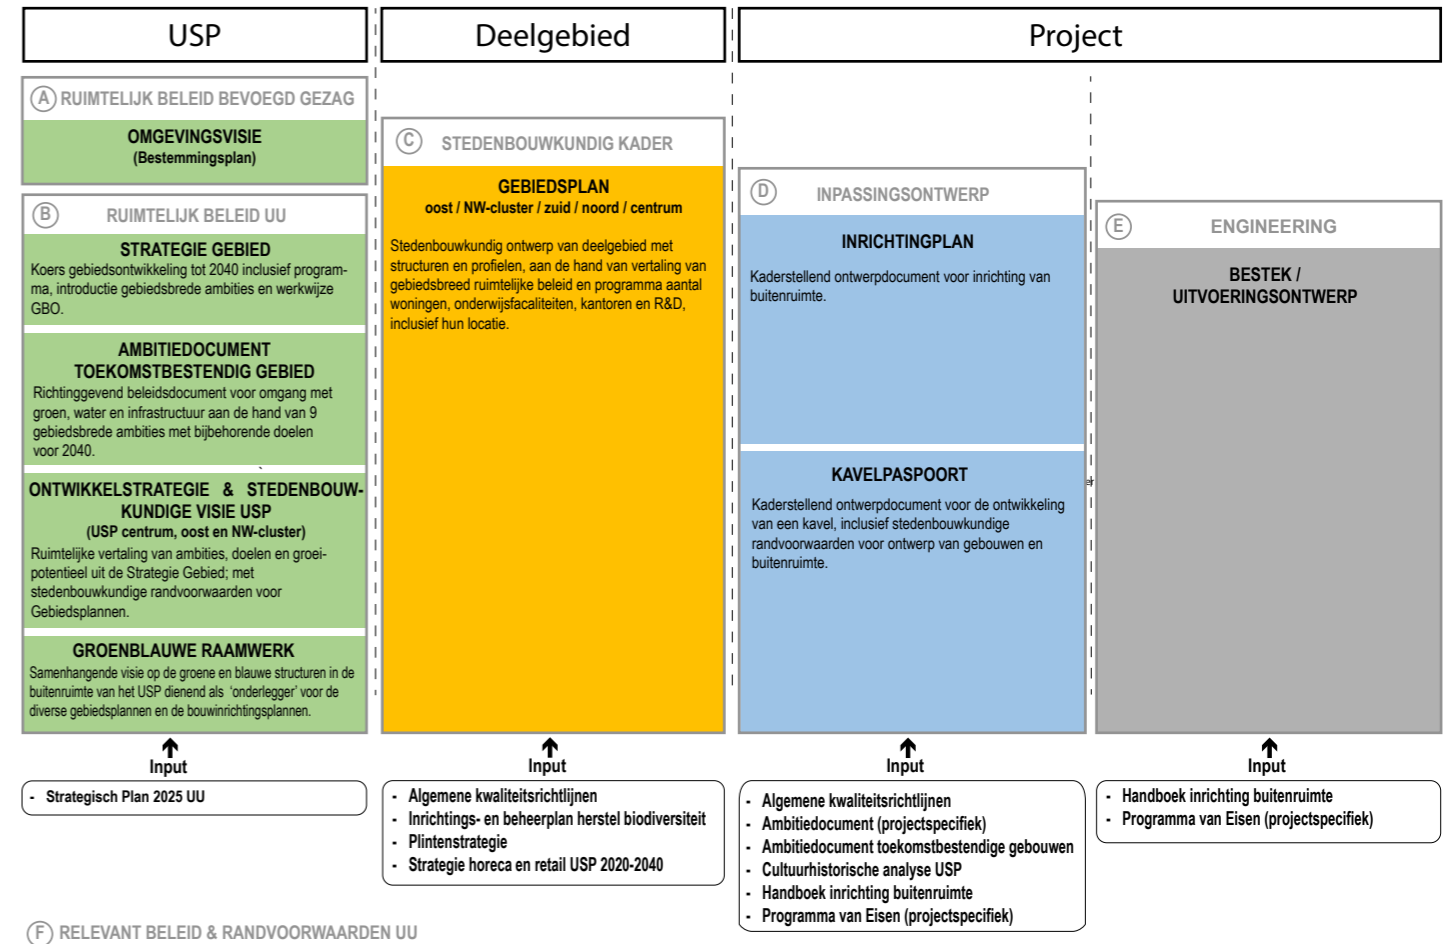 USP
Deelgebied
Project
A RUIMTELIJK BELEID BEVOEGD GEZAG
OMGEVINGSVISIE
(Bestemmingsplan)
B RUIMTELIJK BELEID UU
STRATEGIE GEBIED
Koers gebiedsontwikkeling tot 2040 inclusief program-
ma, introductie gebiedsbrede ambities en werkwijze
GBO.
AMBITIEDOCUMENT
TOEKOMSTBESTENDIG GEBIED
Richtinggevend beleidsdocument voor omgang met
groen, water en infrastructuur aan de hand van 9
gebiedsbrede ambities met bijbehorende doelen
voor 2040.
ONTWIKKELSTRATEGIE & STEDENBOUW-
KUNDIGE VISIE USP
(USP centrum, oost en NW-cluster)
Ruimtelijke vertaling van ambities, doelen en groei-
potentieel uit de Strategie Gebied; met
stedenbouwkundige randvoorwaarden voor
Gebiedsplannen.
GROENBLAUWE RAAMWERK
Samenhangende visie op de groene en blauwe structuren in de
buitenruimte van het USP dienend als 'onderlegger' voor de
diverse gebiedsplannen en de bouwinrichtingsplannen.
Input
- Strategisch Plan 2025 UU
C STEDENBOUWKUNDIG KADER
GEBIEDSPLAN
oost / NW-cluster / zuid / noord / centrum
Stedenbouwkundig ontwerp van deelgebied met
structuren en profielen, aan de hand van vertaling van
gebiedsbreed ruimtelijke beleid en programma aantal
woningen, onderwijsfacaliteiten, kantoren en R&D,
inclusief hun locatie.
Input
- Algemene kwaliteitsrichtlijnen
- Inrichtings- en beheerplan herstel biodiversiteit
- Plintenstrategie
- Strategie horeca en retail USP 2020-2040
D INPASSINGSONTWERP
INRICHTINGPLAN
Kaderstellend ontwerpdocument voor inrichting van
buitenruimte.
KAVELPASPOORT
Kaderstellend ontwerpdocument voor de ontwikkeling
van een kavel, inclusief stedenbouwkundige
randvoorwaarden voor ontwerp van gebouwen en
buitenruimte.
Input
- Algemene kwaliteitsrichtlijnen
- Ambitiedocument (projectspecifiek)
- Ambitiedocument toekomstbestendige gebouwen
- Cultuurhistorische analyse USP
- Handboek inrichting buitenruimte
- Programma van Eisen (projectspecifiek)
E ENGINEERING
BESTEK /
UITVOERINGSONTWERP
Input
- Handboek inrichting buitenruimte
- Programma van Eisen (projectspecifiek)
F RELEVANT BELEID & RANDVOORWAARDEN UU